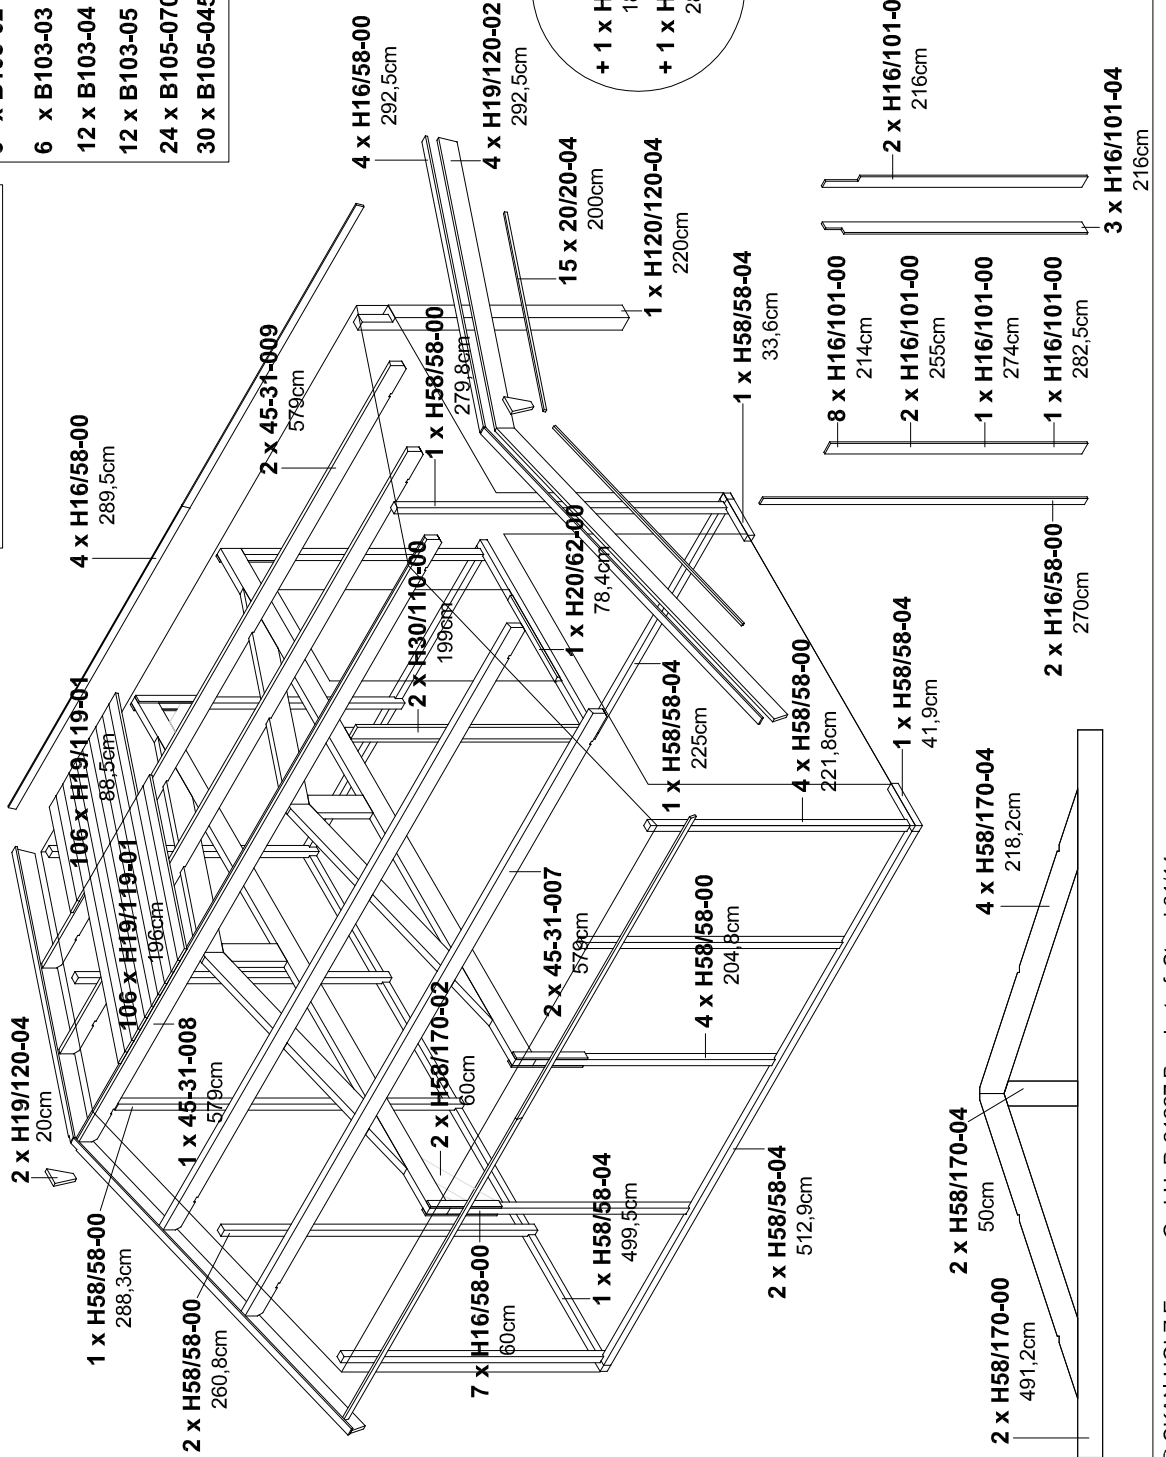 6 x B103-03
12 x B103-04
12 x B103-05
24 x B105-070
4 x H16/58-00
292,5cm
4 x H19/120-02
292,5cm
15 x 20/20-04
200cm
1 x H120/120-04
220cm
2 x H16/101-0
216cm
3 x H16/101-04
216cm
1 x H58/58-04
33,6cm
8 x H16/101-00
214cm
2 x H16/101-00
255cm
1 x H16/101-00
274cm
1 x H16/101-00
282,5cm
2 x H16/58-00
270cm
4 x H16/58-00
289,5cm
2 x 45-31-009
579cm
1 x H58/58-00
279,8cm
2 x H30/110-00
199cm
1 x H20/62-00
78,4cm
106 x H19/119-01
88,5cm
106 x H19/119-01
196cm
1 x H58/58-04
225cm
4 x H58/58-00
221,8cm
1 x H58/58-04
41,9cm
2 x H19/120-04
20cm
1 x 45-31-008
579cm
2 x 45-31-007
579cm
4 x H58/58-00
204,8cm
2 x H58/170-02
60cm
1 x H58/58-00
288,3cm
2 x H58/58-00
260,8cm
7 x H16/58-00
60cm
1 x H58/58-04
499,5cm
2 x H58/58-04
512,9cm
4 x H58/170-04
218,2cm
2 x H58/170-04
50cm
2 x H58/170-00
491,2cm